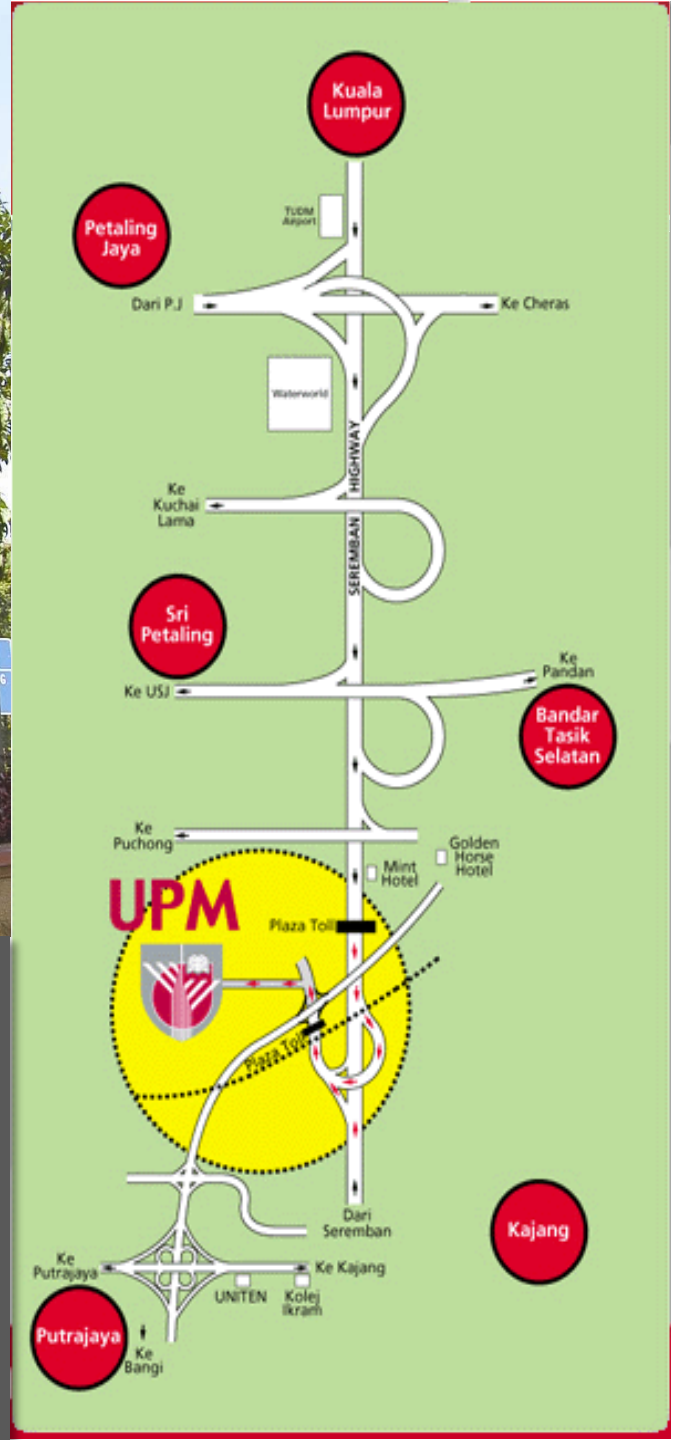 Kuala
Lumpur
TUDM
Airport
Petaling
Jaya
Dari P.J
Ke Cheras
Waterworld
SEREMBAN HIGHWAY
Ke
Kuchai
Lama
Sri
Petaling
Ke
Pandan
Ke USJ
Bandar
Tasik
Selatan
Ke
Puchong
Golden
Horse
Hotel
Mint
Hotel
UPM
Plaza Toll
Plaza Toll
Dari
Seremban
Kajang
Ke
Putrajaya
Ke Kajang
UNITEN
Kolej
Ikram
Putrajaya
Ke
Bangi